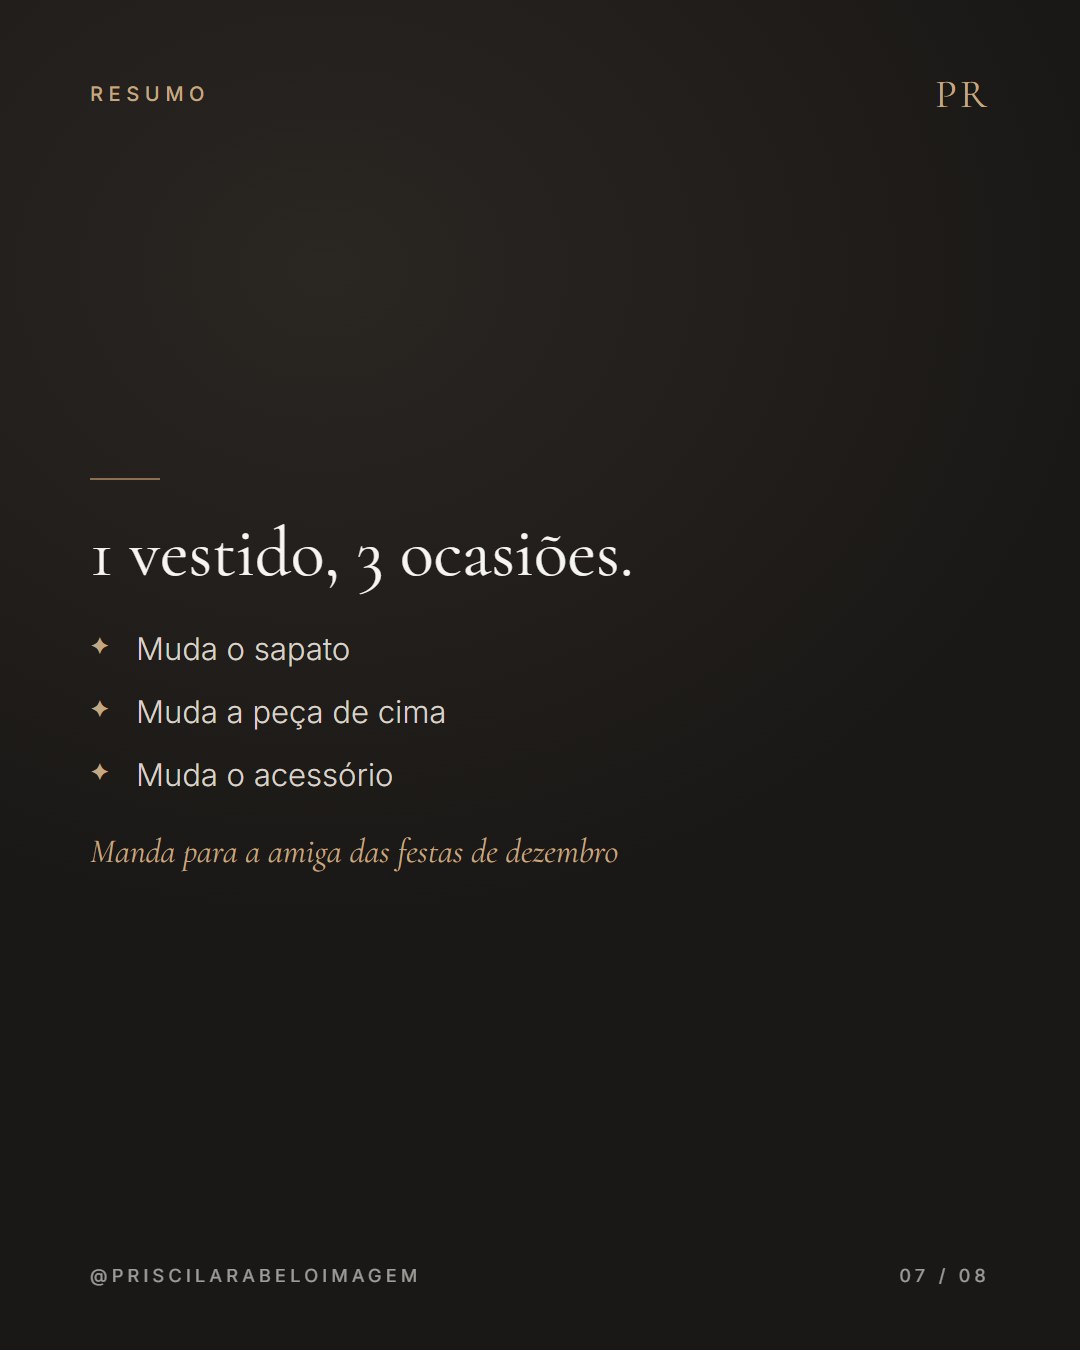 RESUMO
PR
1 vestido, 3 ocasiões.
✦ Muda o sapato
✦ Muda a peça de cima
✦ Muda o acessório
Manda para a amiga das festas de dezembro
@PRISCILARABELOIMAGEM
07 / 08